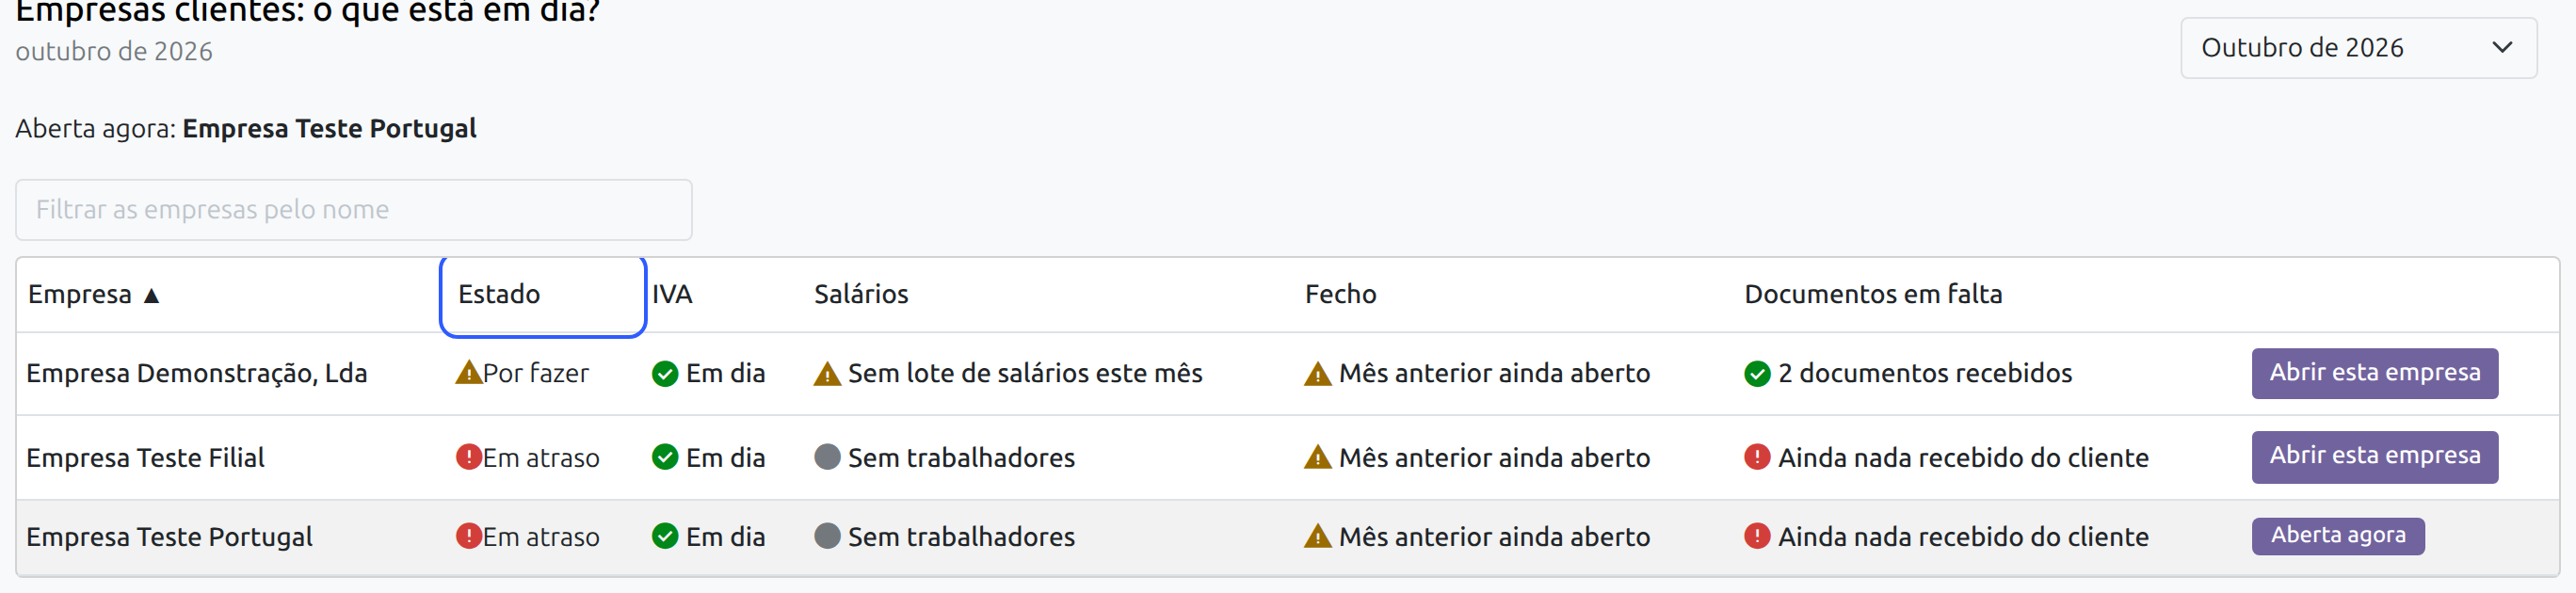 Empresas clientes: o que está em dia?
outubro de 2026
Outubro de 2026
Aberta agora: Empresa Teste Portugal
Filtrar as empresas pelo nome
Empresa ▲ Estado IVA Salários Fecho Documentos em falta
Empresa Demonstração, Lda Por fazer Em dia Sem lote de salários este mês Mês anterior ainda aberto 2 documentos recebidos Abrir esta empresa
Empresa Teste Filial Em atraso Em dia Sem trabalhadores Mês anterior ainda aberto Ainda nada recebido do cliente Abrir esta empresa
Empresa Teste Portugal Em atraso Em dia Sem trabalhadores Mês anterior ainda aberto Ainda nada recebido do cliente Aberta agora